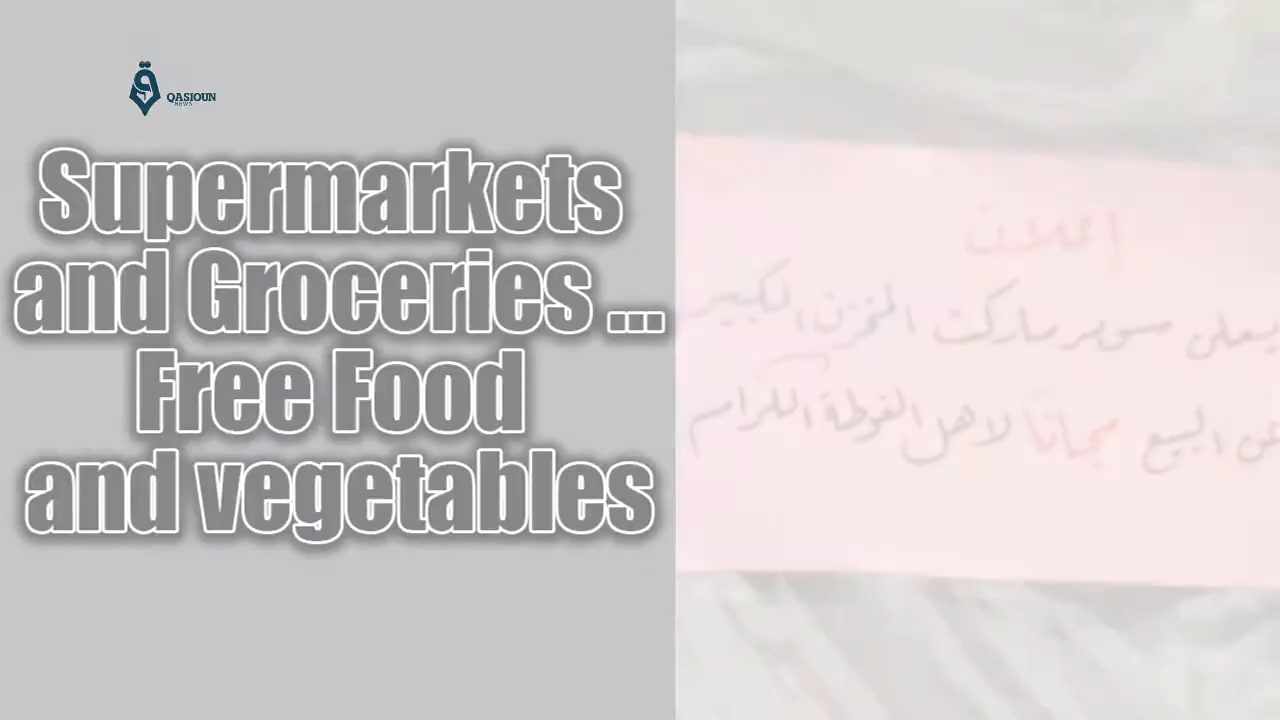 QASIOUN
NEWS
Supermarkets
and Groceries ...
Free Food
and vegetables
إعلان
يعلن سوبر ماركت المخزن الكبير
عن البيع مجاناً لاهل الغوطة الكرام